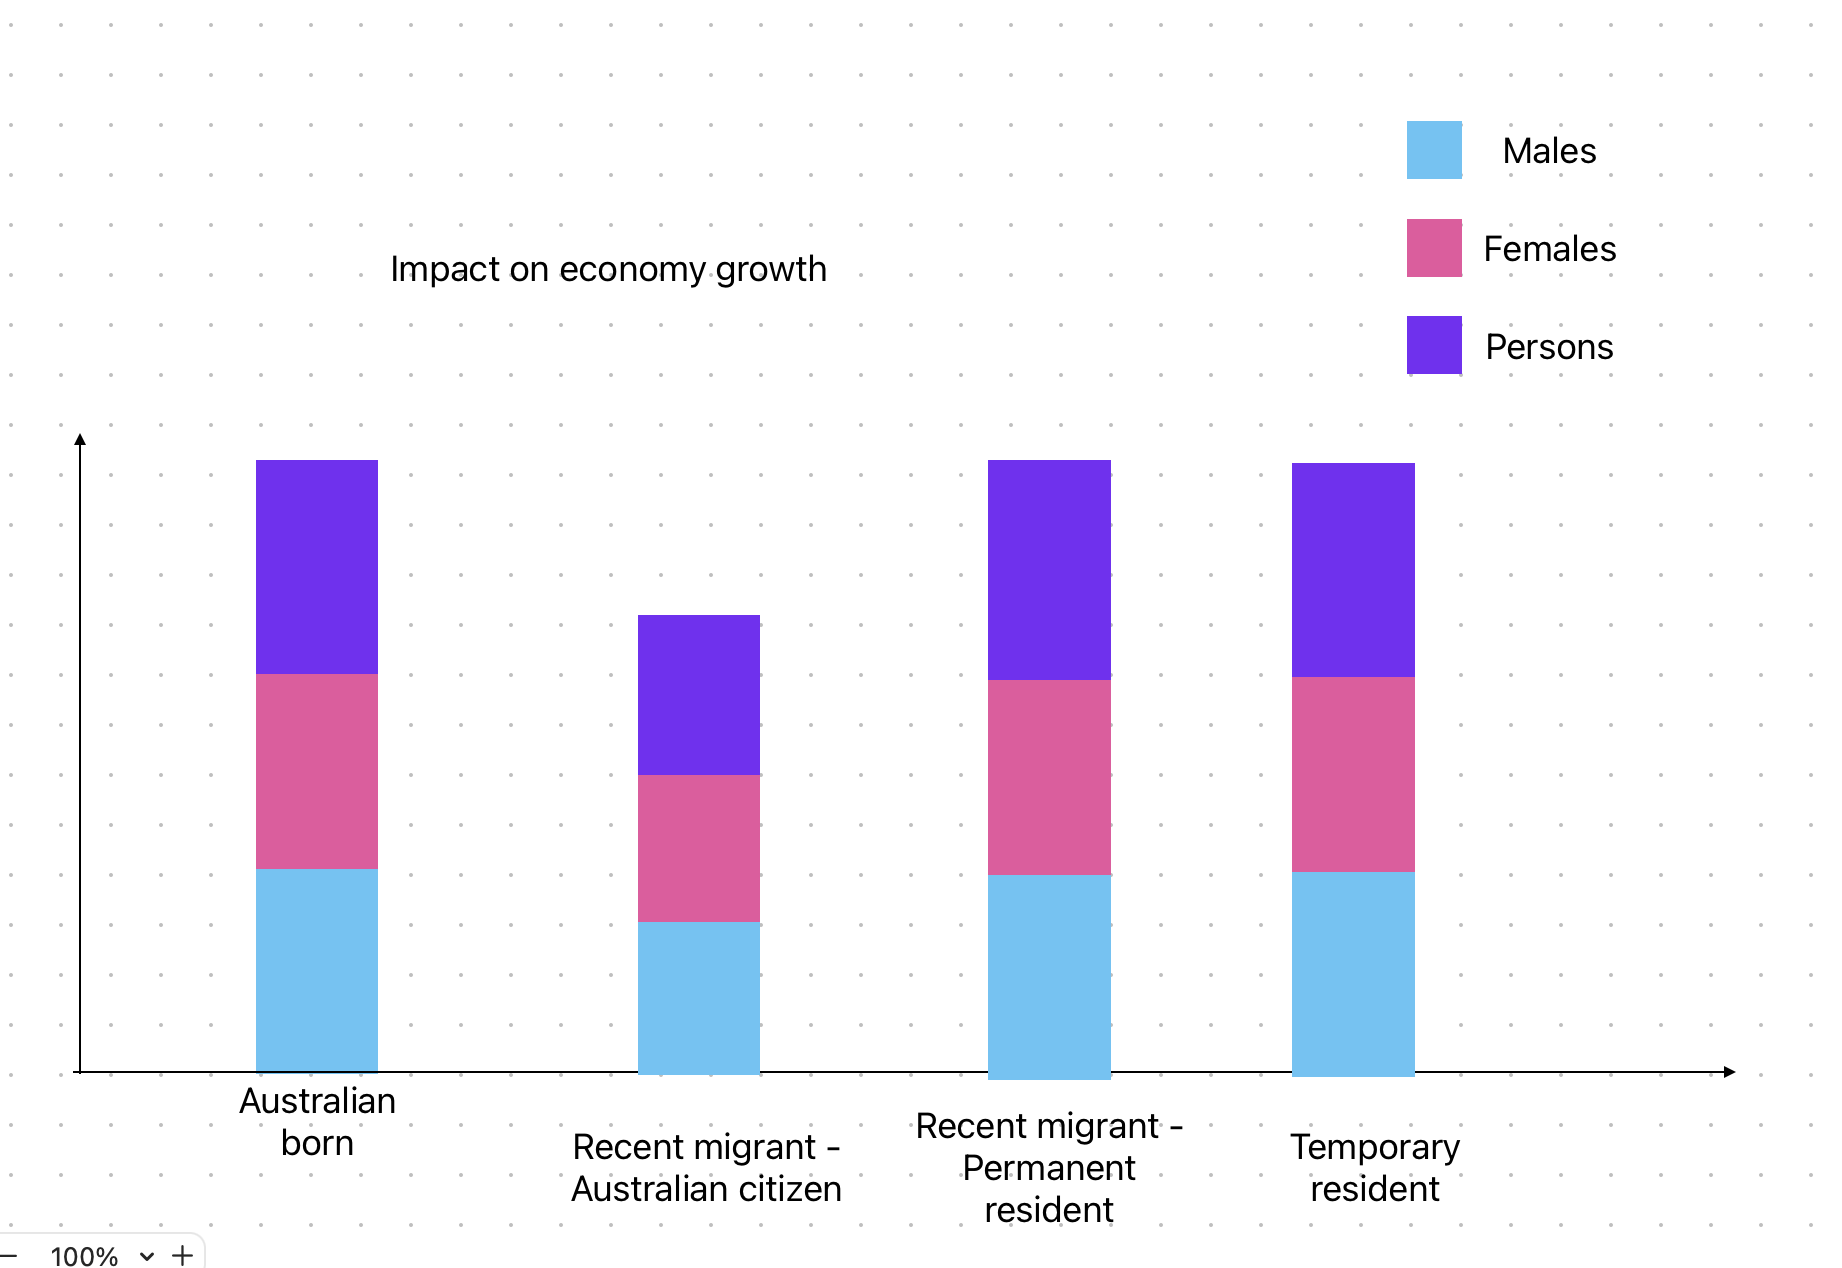 Males
Females
Impact on economy growth
Persons
Australian
born
Recent migrant -
Australian citizen
Recent migrant -
Permanent
resident
Temporary
resident
100%